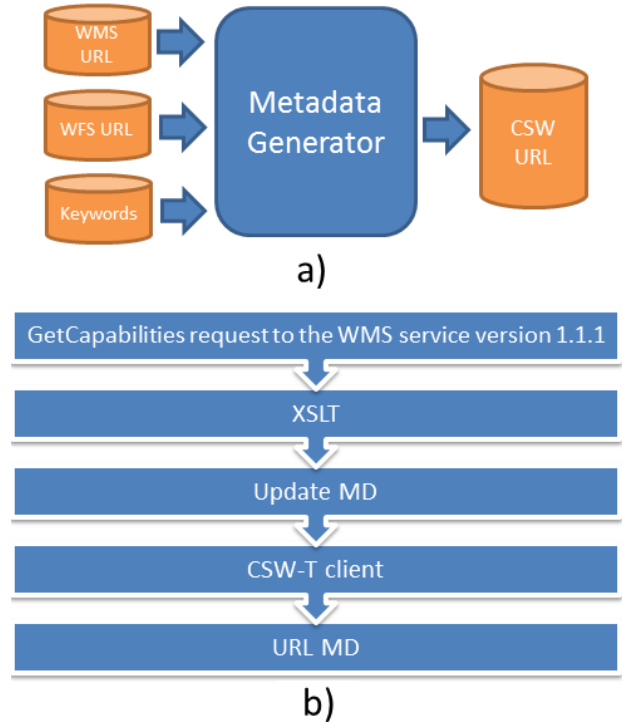 WMS
URL
WFS URL
Keywords
Metadata
Generator
CSW
URL
a)
GetCapabilities request to the WMS service version 1.1.1
XSLT
Update MD
CSW-T client
URL MD
b)